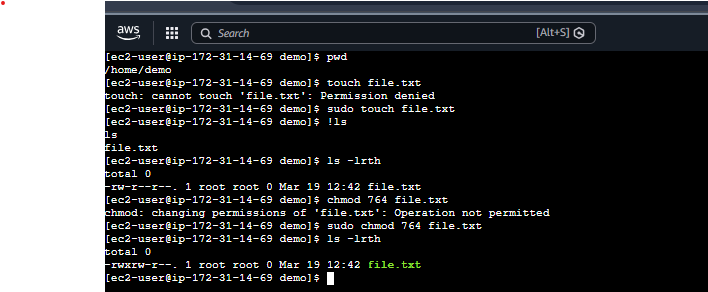 aws
Search
[Alt+S]
[ec2-user@ip-172-31-14-69 demo]$ pwd
/home/demo
[ec2-user@ip-172-31-14-69 demo]$ touch file.txt
touch: cannot touch 'file.txt': Permission denied
[ec2-user@ip-172-31-14-69 demo]$ sudo touch file.txt
[ec2-user@ip-172-31-14-69 demo]$ !ls
ls
file.txt
[ec2-user@ip-172-31-14-69 demo]$ ls -lrth
total 0
-rw-r--r--. 1 root root 0 Mar 19 12:42 file.txt
[ec2-user@ip-172-31-14-69 demo]$ chmod 764 file.txt
chmod: changing permissions of 'file.txt': Operation not permitted
[ec2-user@ip-172-31-14-69 demo]$ sudo chmod 764 file.txt
[ec2-user@ip-172-31-14-69 demo]$ ls -lrth
total 0
-rwxrw-r--. 1 root root 0 Mar 19 12:42 file.txt
[ec2-user@ip-172-31-14-69 demo]$